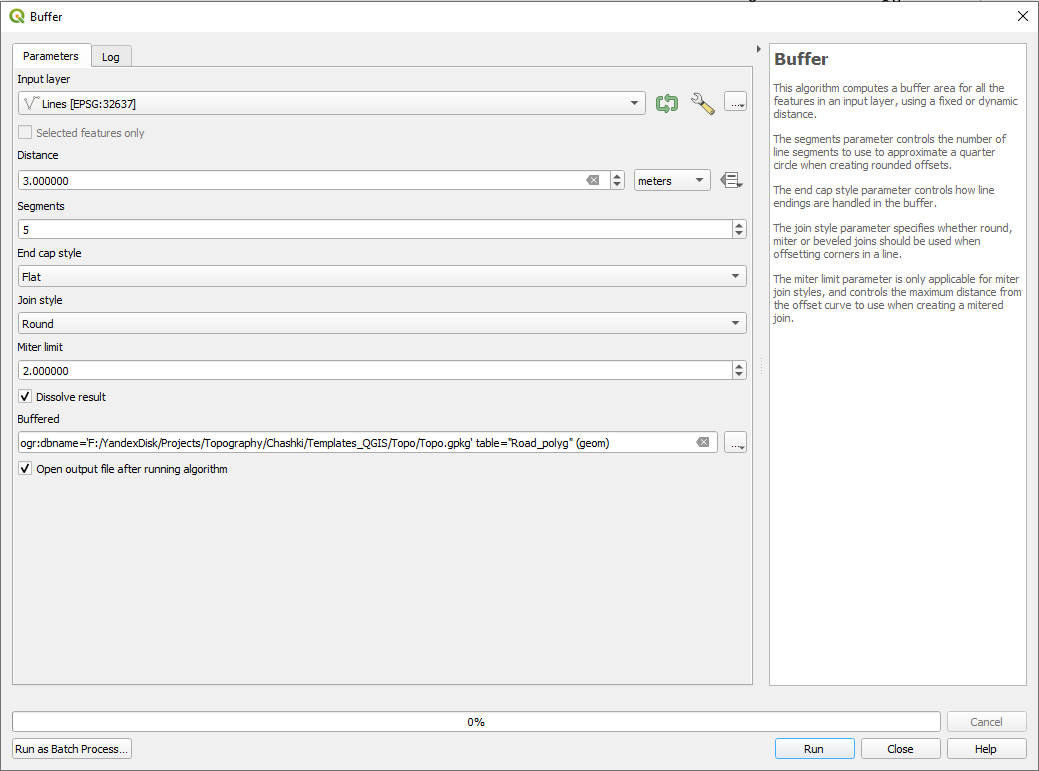 Buffer
Parameters
Log
Input layer
Lines [EPSG:32637]
...
Selected features only
Distance
3.000000
meters
Segments
5
End cap style
Flat
Join style
Round
Miter limit
2.000000
Dissolve result
Buffered
ogr:dbname='F:/YandexDisk/Projects/Topography/Chashki/Templates_QGIS/Topo/Topo.gpkg' table="Road_polyg" (geom)
...
Open output file after running algorithm
Buffer
This algorithm computes a buffer area for all the
features in an input layer, using a fixed or dynamic
distance.
The segments parameter controls the number of
line segments to use to approximate a quarter
circle when creating rounded offsets.
The end cap style parameter controls how line
endings are handled in the buffer.
The join style parameter specifies whether round,
miter or beveled joins should be used when
offsetting corners in a line.
The miter limit parameter is only applicable for miter
join styles, and controls the maximum distance from
the offset curve to use when creating a mitered
join.
0%
Cancel
Run as Batch Process...
Run
Close
Help